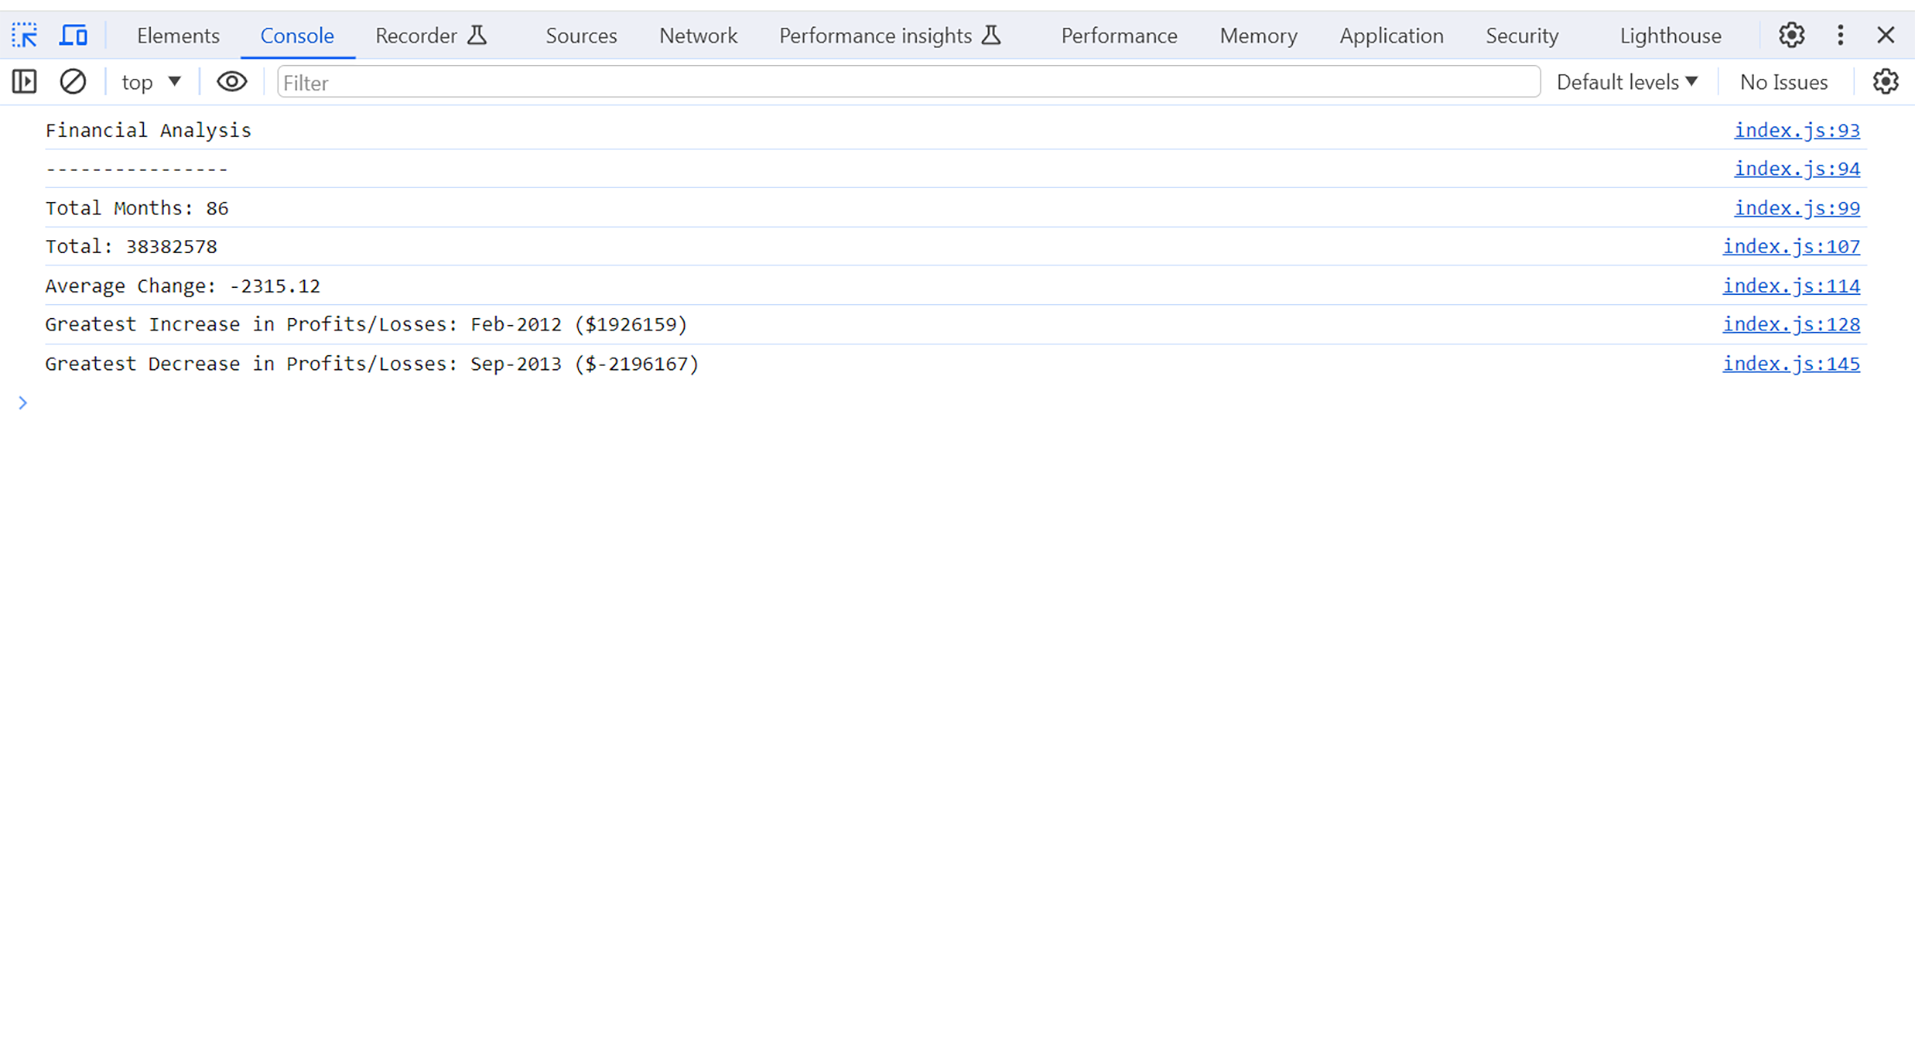 Elements Console Recorder Sources Network Performance insights Performance Memory Application Security Lighthouse
top Filter Default levels No Issues
Financial Analysis index.js:93
---------------- index.js:94
Total Months: 86 index.js:99
Total: 38382578 index.js:107
Average Change: -2315.12 index.js:114
Greatest Increase in Profits/Losses: Feb-2012 ($1926159) index.js:128
Greatest Decrease in Profits/Losses: Sep-2013 ($-2196167) index.js:145